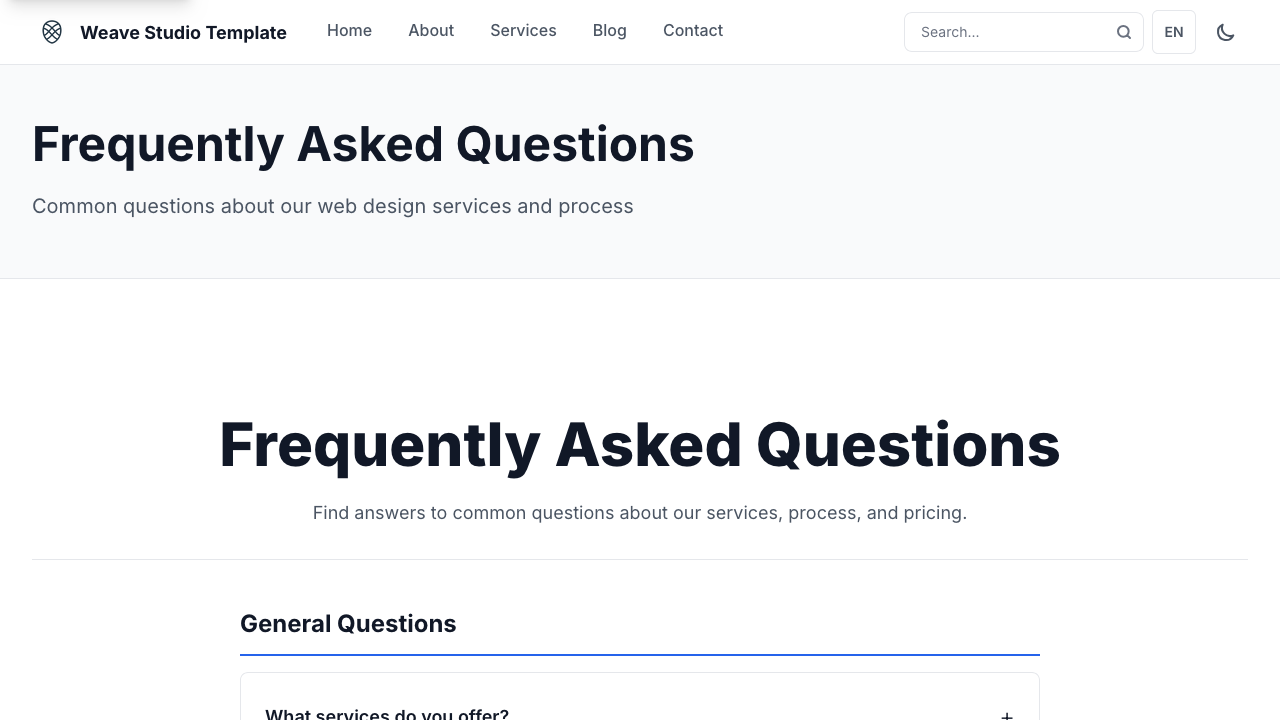 Weave Studio Template
Home
About
Services
Blog
Contact
Search...
EN
Frequently Asked Questions
Common questions about our web design services and process
Frequently Asked Questions
Find answers to common questions about our services, process, and pricing.
General Questions
What services do you offer?
+